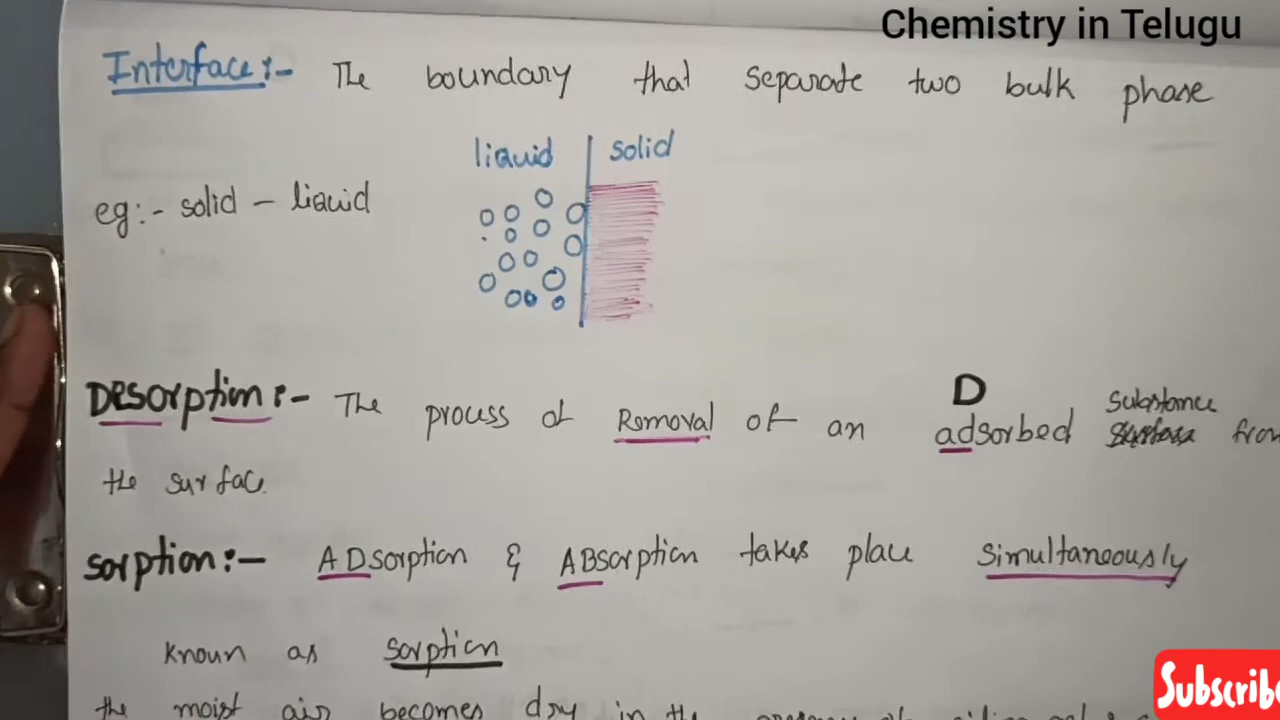 Chemistry in Telugu
Interface:- The boundary that separate two bulk phase
liquid solid
eg:- solid - liquid
D
substance
Desorption:- The process of Removal of an adsorbed from
the surface.
sorption:- ADsorption & ABsorption takes place simultaneously
known as sorption
the moist air becomes dry in the
Subscribe